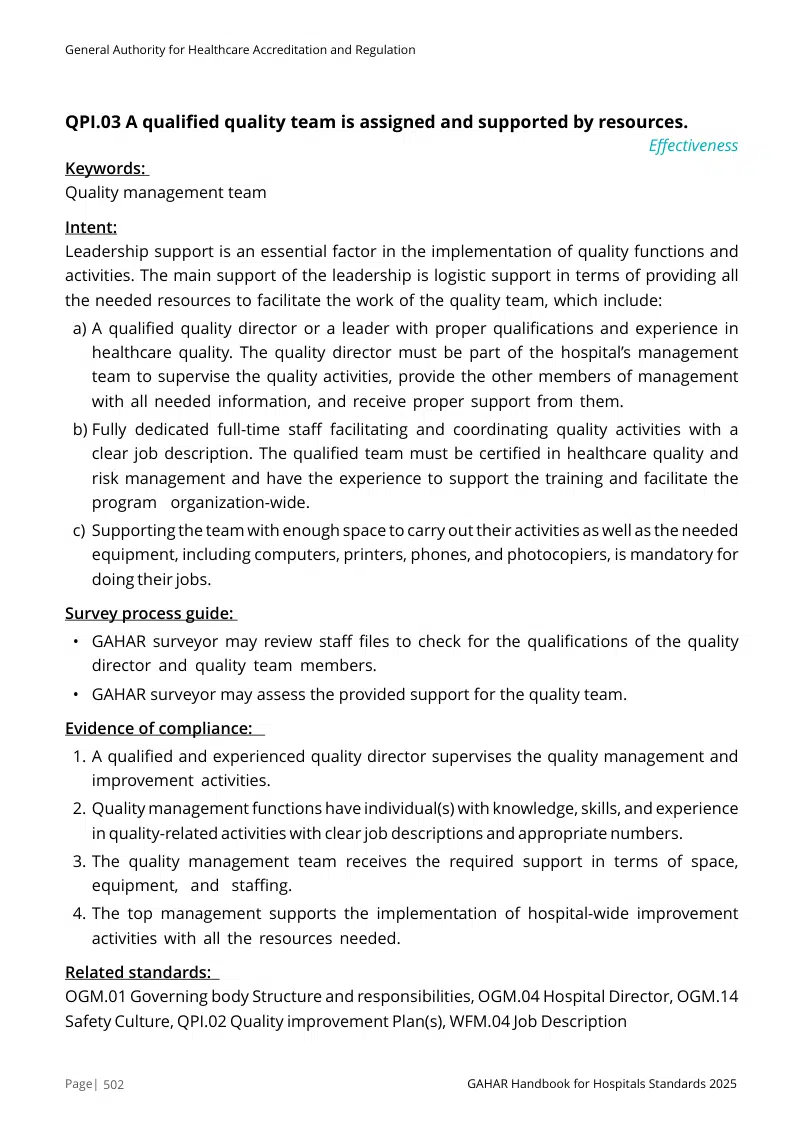 General Authority for Healthcare Accreditation and Regulation
QPI.03 A qualified quality team is assigned and supported by resources.
Effectiveness
Keywords:
Quality management team
Intent:
Leadership support is an essential factor in the implementation of quality functions and
activities. The main support of the leadership is logistic support in terms of providing all
the needed resources to facilitate the work of the quality team, which include:
a) A qualified quality director or a leader with proper qualifications and experience in
healthcare quality. The quality director must be part of the hospital’s management
team to supervise the quality activities, provide the other members of management
with all needed information, and receive proper support from them.
b) Fully dedicated full-time staff facilitating and coordinating quality activities with a
clear job description. The qualified team must be certified in healthcare quality and
risk management and have the experience to support the training and facilitate the
program organization-wide.
c) Supporting the team with enough space to carry out their activities as well as the needed
equipment, including computers, printers, phones, and photocopiers, is mandatory for
doing their jobs.
Survey process guide:
• GAHAR surveyor may review staff files to check for the qualifications of the quality
director and quality team members.
• GAHAR surveyor may assess the provided support for the quality team.
Evidence of compliance:
1. A qualified and experienced quality director supervises the quality management and
improvement activities.
2. Quality management functions have individual(s) with knowledge, skills, and experience
in quality-related activities with clear job descriptions and appropriate numbers.
3. The quality management team receives the required support in terms of space,
equipment, and staffing.
4. The top management supports the implementation of hospital-wide improvement
activities with all the resources needed.
Related standards:
OGM.01 Governing body Structure and responsibilities, OGM.04 Hospital Director, OGM.14
Safety Culture, QPI.02 Quality improvement Plan(s), WFM.04 Job Description
Page| 502 GAHAR Handbook for Hospitals Standards 2025